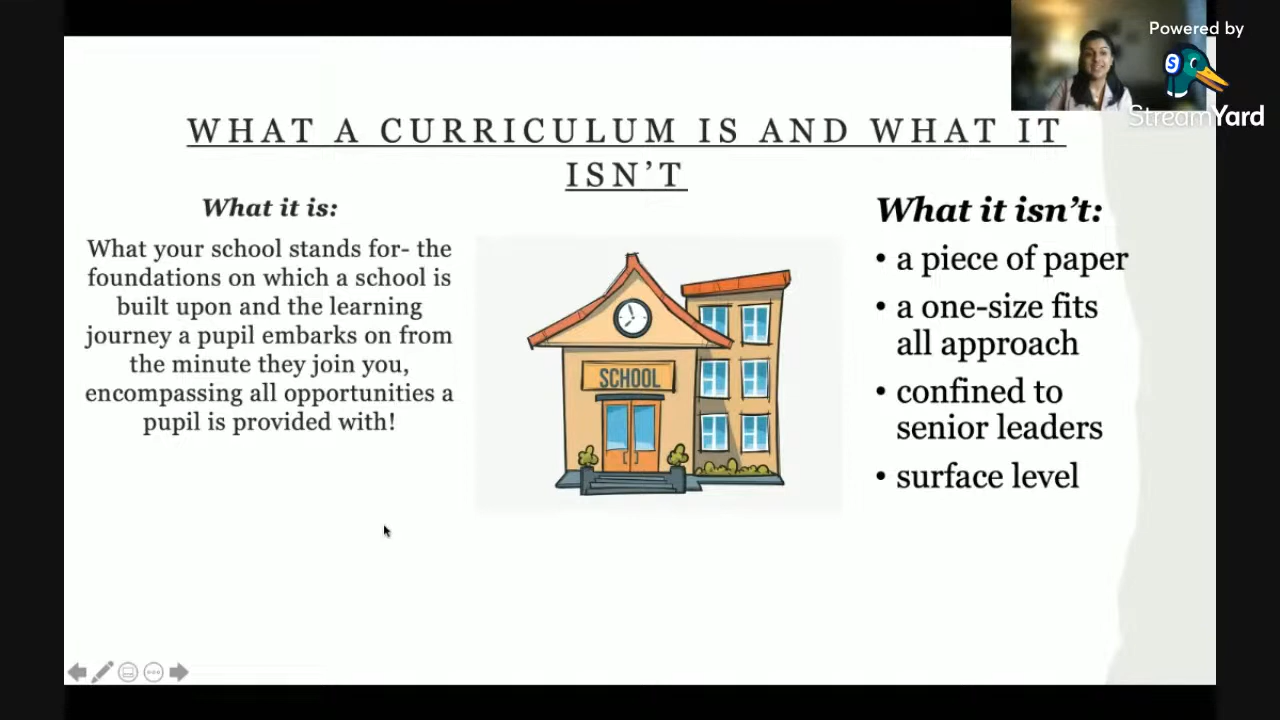 Powered by
S
StreamYard
WHAT A CURRICULUM IS AND WHAT IT
ISN’T
What it is:
What your school stands for- the
foundations on which a school is
built upon and the learning
journey a pupil embarks on from
the minute they join you,
encompassing all opportunities a
pupil is provided with!
SCHOOL
What it isn’t:
• a piece of paper
• a one-size fits
all approach
• confined to
senior leaders
• surface level